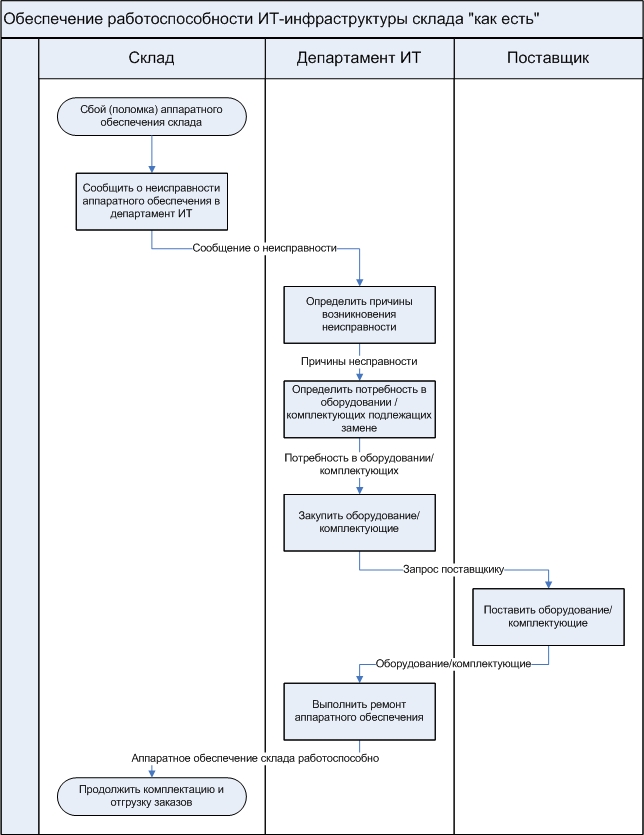 Обеспечение работоспособности ИТ-инфраструктуры склада "как есть"
Склад
Департамент ИТ
Поставщик
Сбой (поломка) аппаратного
обеспечения склада
Сообщить о неисправности
аппаратного обеспечения в
департамент ИТ
Сообщение о неисправности
Определить причины
возникновения
неисправности
Причины несправности
Определить потребность в
оборудовании /
комплектующих подлежащих
замене
Потребность в оборудовании/
комплектующих
Закупить оборудование/
комплектующие
Запрос поставщкику
Поставить оборудование/
комплектующие
Оборудование/комплектующие
Выполнить ремонт
аппаратного обеспечения
Аппаратное обеспечение склада работоспособно
Продолжить комплектацию и
отгрузку заказов